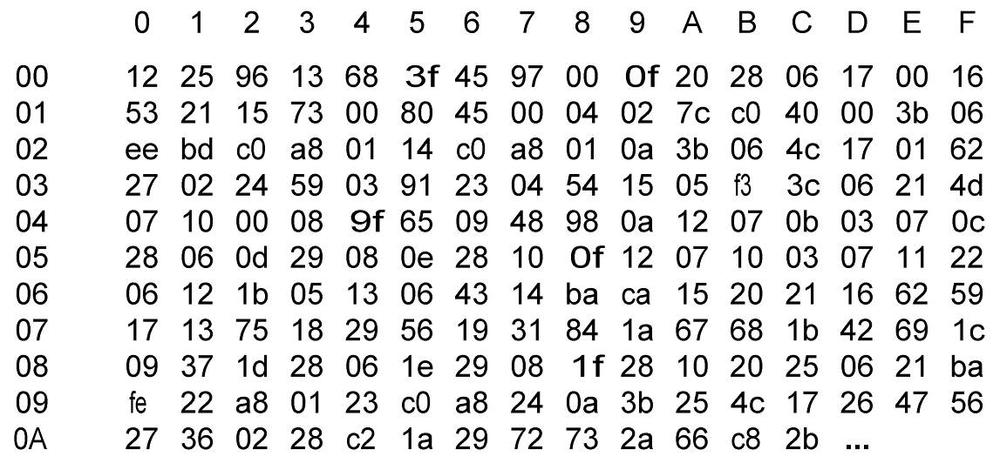 0 1 2 3 4 5 6 7 8 9 A B C D E F
00 12 25 96 13 68 3f 45 97 00 0f 20 28 06 17 00 16
01 53 21 15 73 00 80 45 00 04 02 7c c0 40 00 3b 06
02 ee bd c0 a8 01 14 c0 a8 01 0a 3b 06 4c 17 01 62
03 27 02 24 59 03 91 23 04 54 15 05 f3 3c 06 21 4d
04 07 10 00 08 9f 65 09 48 98 0a 12 07 0b 03 07 0c
05 28 06 0d 29 08 0e 28 10 0f 12 07 10 03 07 11 22
06 06 12 1b 05 13 06 43 14 ba ca 15 20 21 16 62 59
07 17 13 75 18 29 56 19 31 84 1a 67 68 1b 42 69 1c
08 09 37 1d 28 06 1e 29 08 1f 28 10 20 25 06 21 ba
09 fe 22 a8 01 23 c0 a8 24 0a 3b 25 4c 17 26 47 56
0A 27 36 02 28 c2 1a 29 72 73 2a 66 c8 2b ...